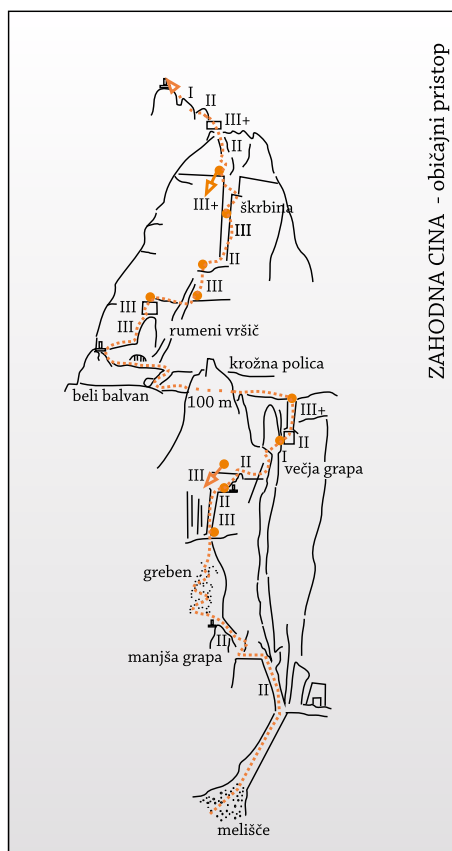 ZAHODNA CINA - običajni pristop
I
II
III+
II
III+
škrbina
III
II
III
III
III
rumeni vršič
krožna polica
beli balvan
100 m
III+
II
I
večja grapa
II
III
II
III
greben
II
manjša grapa
II
melišče